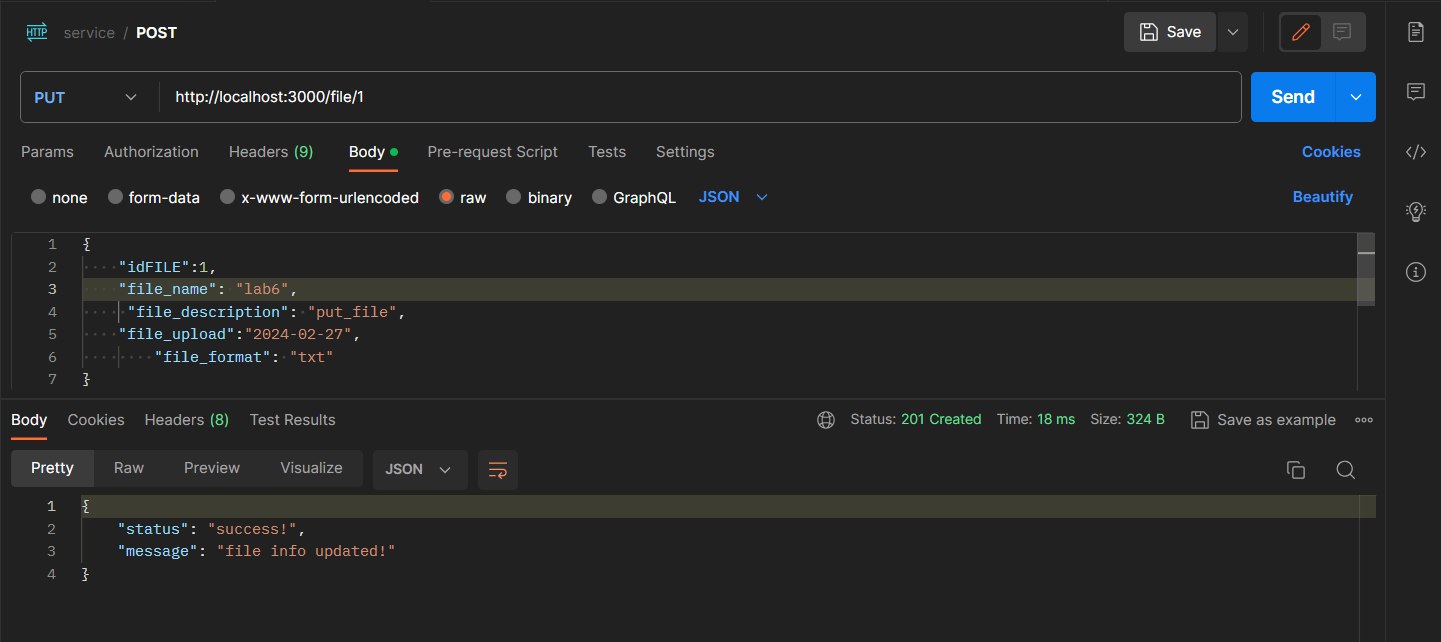 HTTP service / POST Save
PUT http://localhost:3000/file/1 Send
Params Authorization Headers (9) Body Pre-request Script Tests Settings Cookies
none form-data x-www-form-urlencoded raw binary GraphQL JSON Beautify
1 {
2 "idFILE":1,
3 "file_name": "lab6",
4 "file_description": "put_file",
5 "file_upload":"2024-02-27",
6 "file_format": "txt"
7 }
Body Cookies Headers (8) Test Results Status: 201 Created Time: 18 ms Size: 324 B Save as example
Pretty Raw Preview Visualize JSON
1 {
2 "status": "success!",
3 "message": "file info updated!"
4 }